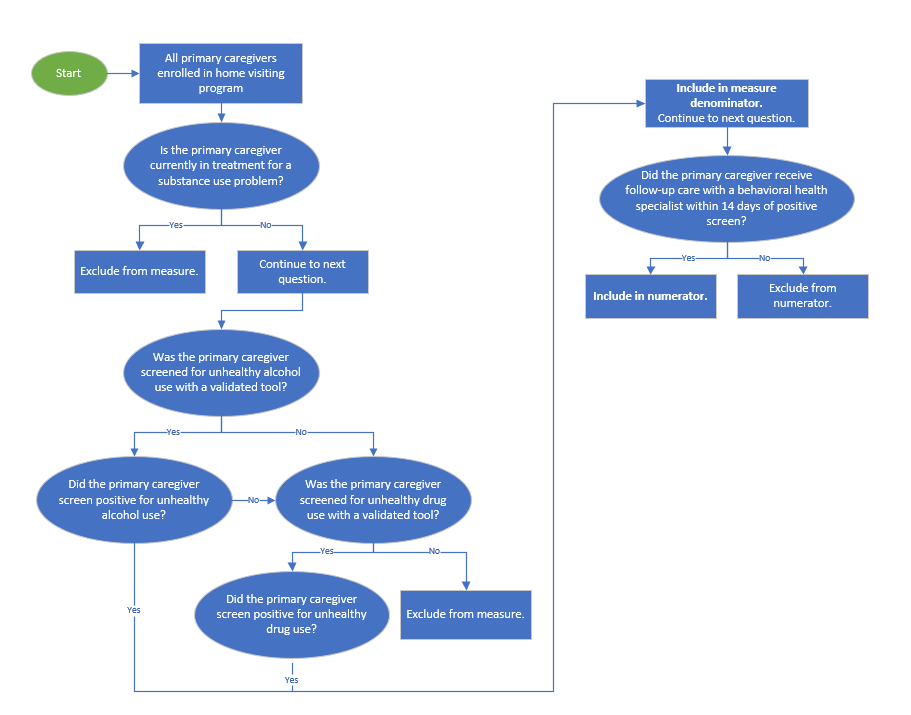 Start
All primary caregivers
enrolled in home visiting
program
Is the primary caregiver
currently in treatment for a
substance use problem?
Yes
No
Exclude from measure.
Continue to next
question.
Was the primary caregiver
screened for unhealthy alcohol
use with a validated tool?
Yes
No
Did the primary caregiver
screen positive for unhealthy
alcohol use?
No
Was the primary caregiver
screened for unhealthy drug
use with a validated tool?
Yes
No
Did the primary caregiver
screen positive for unhealthy
drug use?
Exclude from measure.
Yes
Yes
Include in measure
denominator.
Continue to next question.
Did the primary caregiver receive
follow-up care with a behavioral health
specialist within 14 days of positive
screen?
Yes
No
Include in numerator.
Exclude from
numerator.